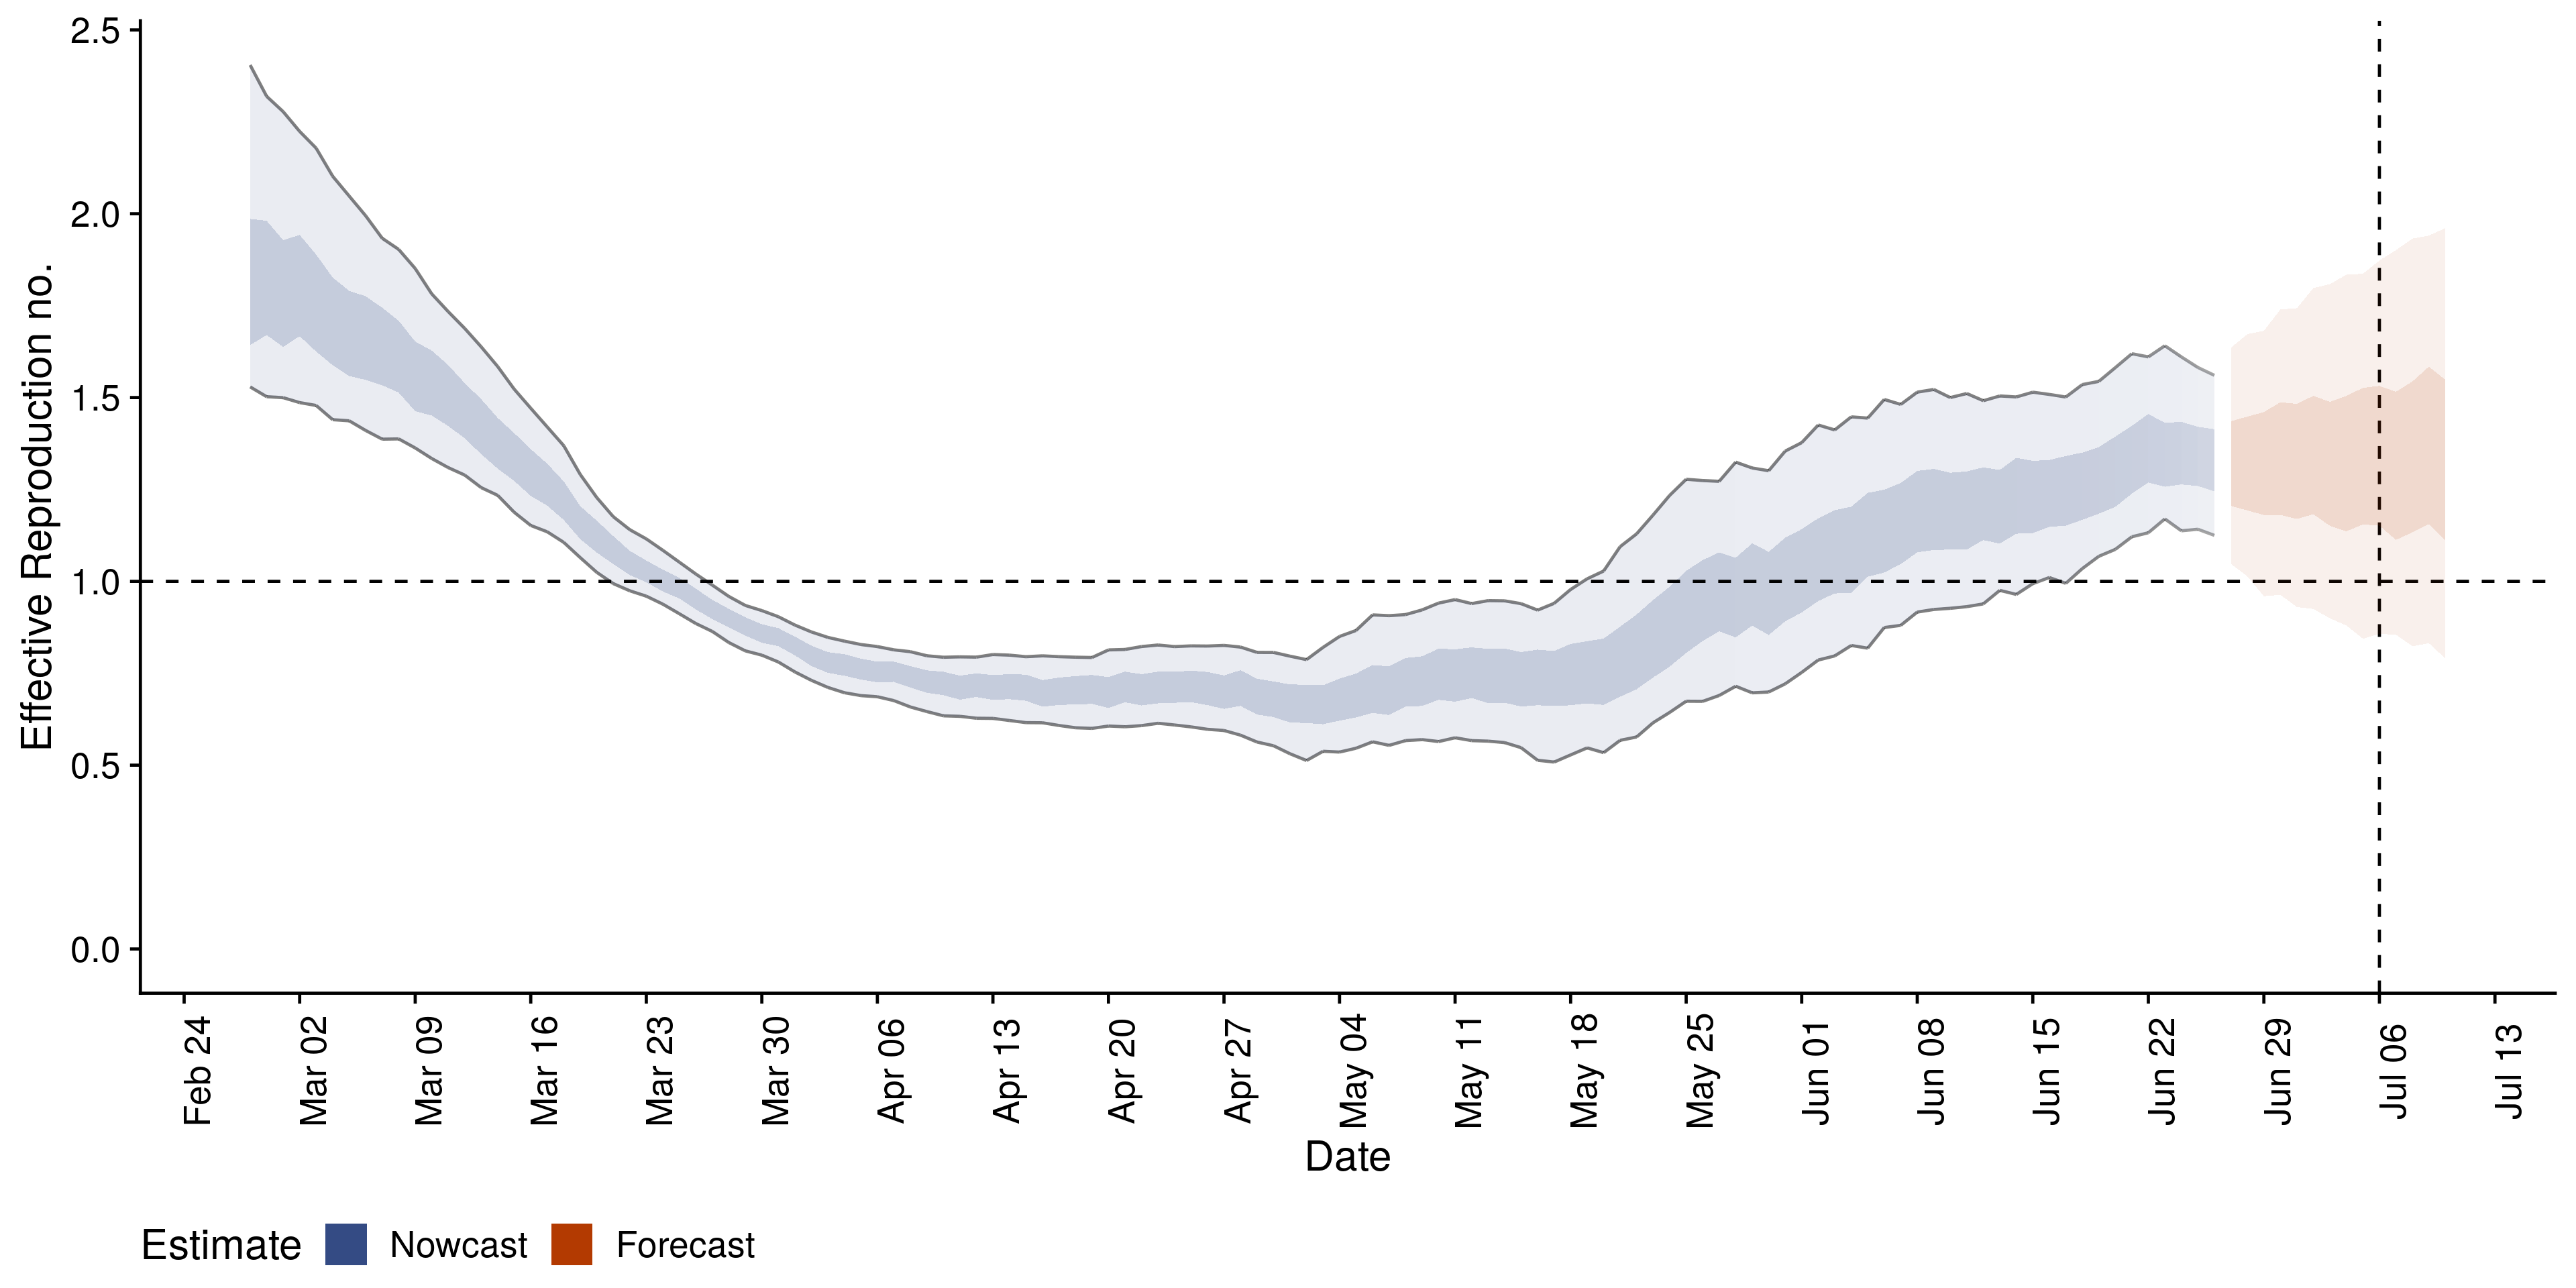 Effective Reproduction no.
2.5
2.0
1.5
1.0
0.5
0.0
Feb 24
Mar 02
Mar 09
Mar 16
Mar 23
Mar 30
Apr 06
Apr 13
Apr 20
Apr 27
May 04
May 11
May 18
May 25
Jun 01
Jun 08
Jun 15
Jun 22
Jun 29
Jul 06
Jul 13
Date
Estimate Nowcast Forecast